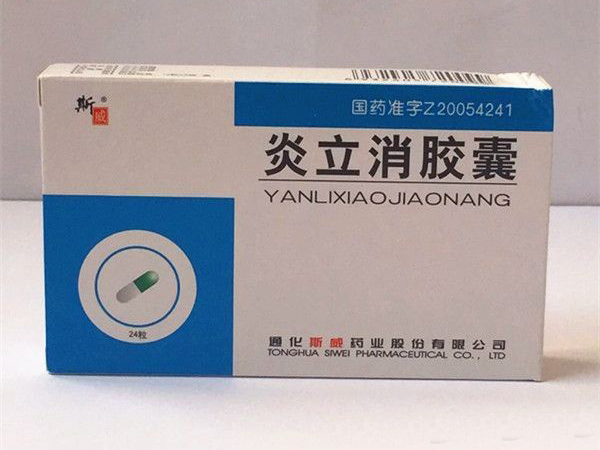 斯威®
国药准字Z20054241
炎立消胶囊
YANLIXIAOJIAONANG
24粒
通化斯威药业股份有限公司
TONGHUA SIWEI PHARMACEUTICAL CO., LTD